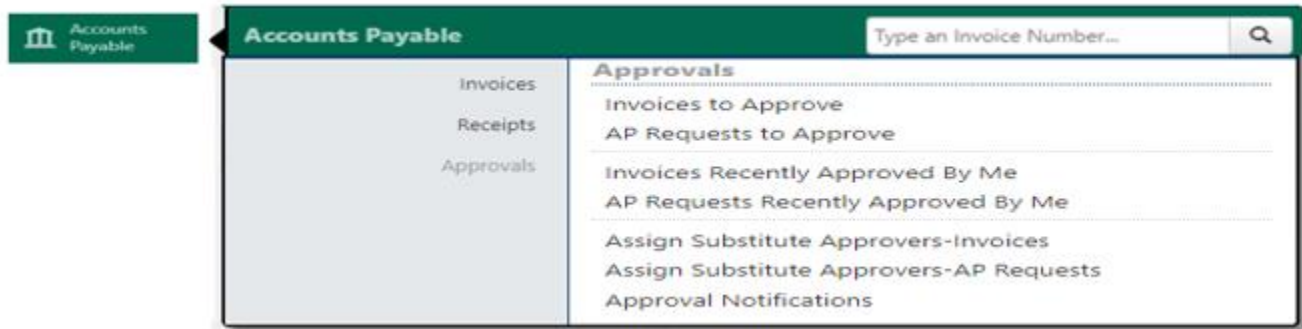 Accounts
Payable
Accounts Payable
Type an Invoice Number...
Invoices
Receipts
Approvals
Approvals
Invoices to Approve
AP Requests to Approve
Invoices Recently Approved By Me
AP Requests Recently Approved By Me
Assign Substitute Approvers-Invoices
Assign Substitute Approvers-AP Requests
Approval Notifications